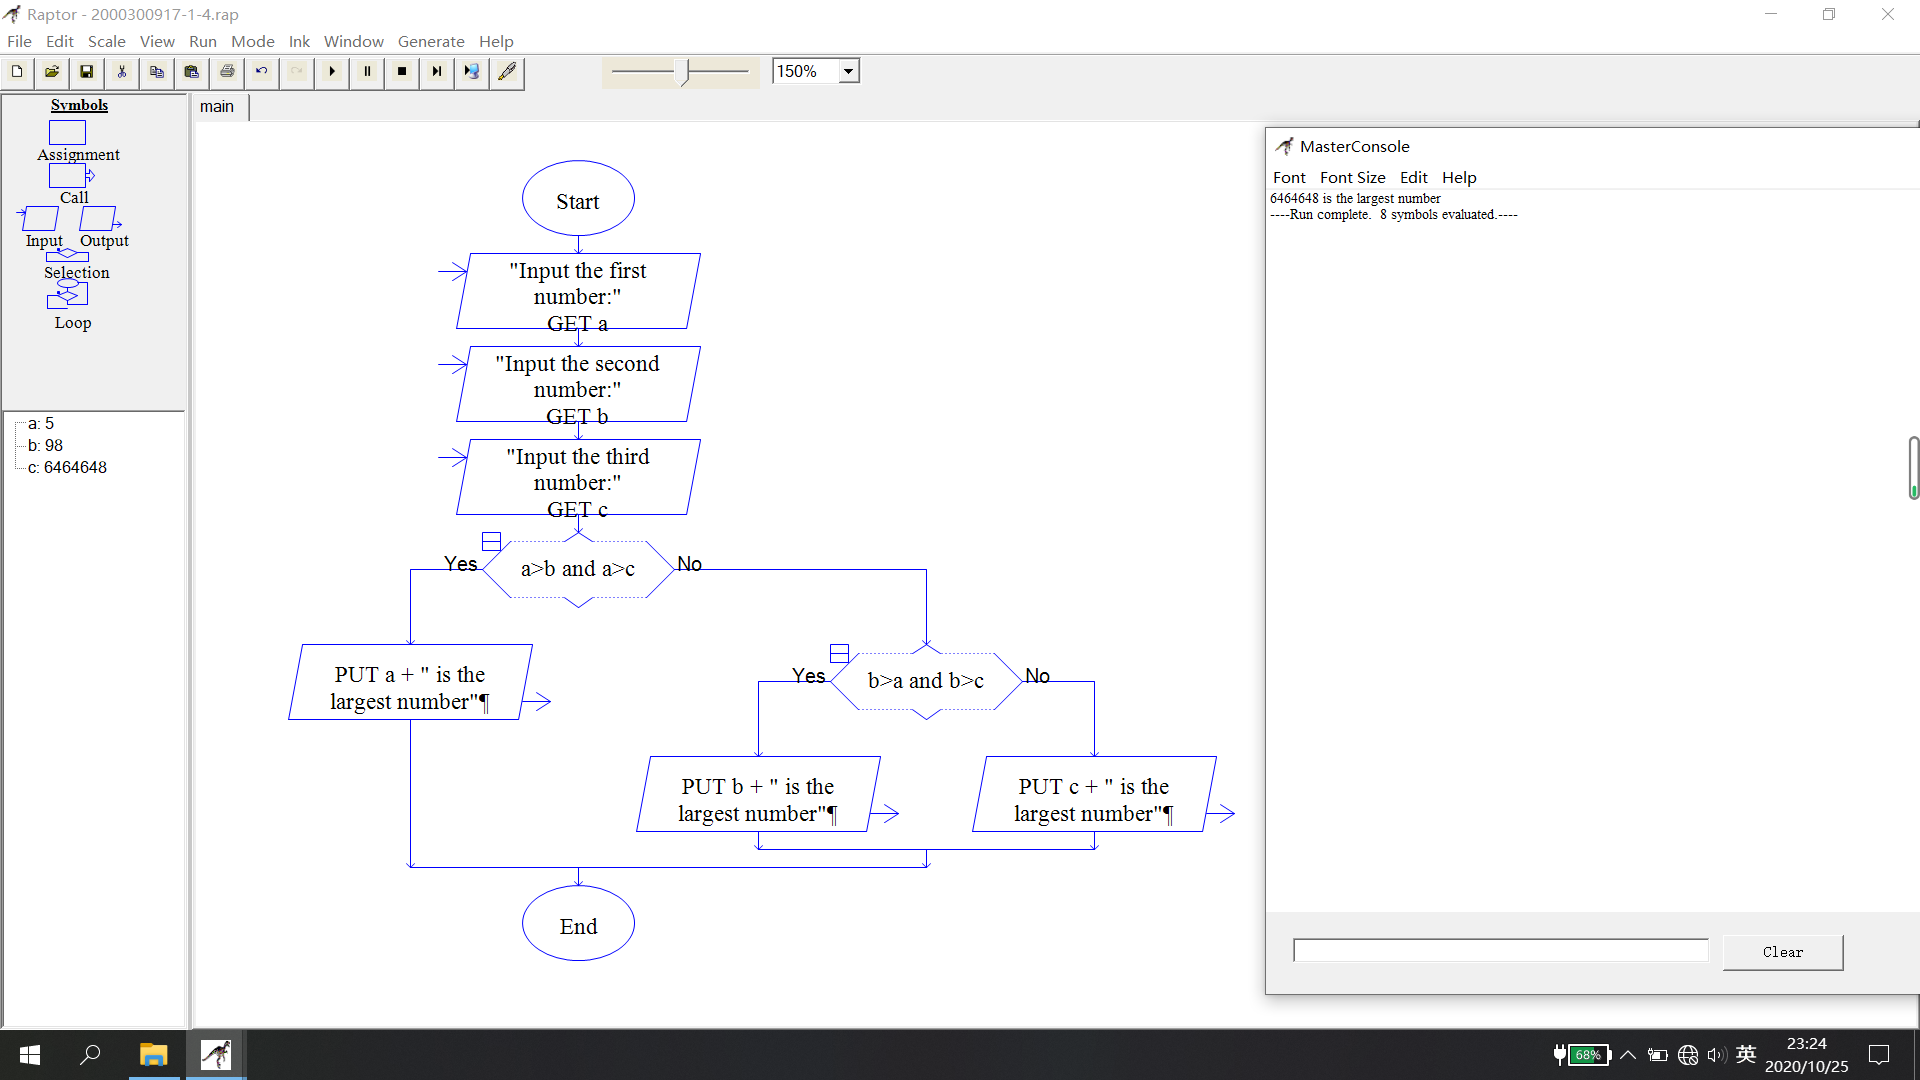 Raptor - 2000300917-1-4.rap
File Edit Scale View Run Mode Ink Window Generate Help
150%
Symbols
Assignment
Call
Input Output
Selection
Loop
a: 5
b: 98
c: 6464648
main
Start
"Input the first
number:"
GET a
"Input the second
number:"
GET b
"Input the third
number:"
GET c
Yes a>b and a>c No
PUT a + " is the
largest number"¶
Yes b>a and b>c No
PUT b + " is the
largest number"¶
PUT c + " is the
largest number"¶
End
MasterConsole
Font Font Size Edit Help
6464648 is the largest number
----Run complete.  8 symbols evaluated.----
Clear
68%
英
23:24
2020/10/25